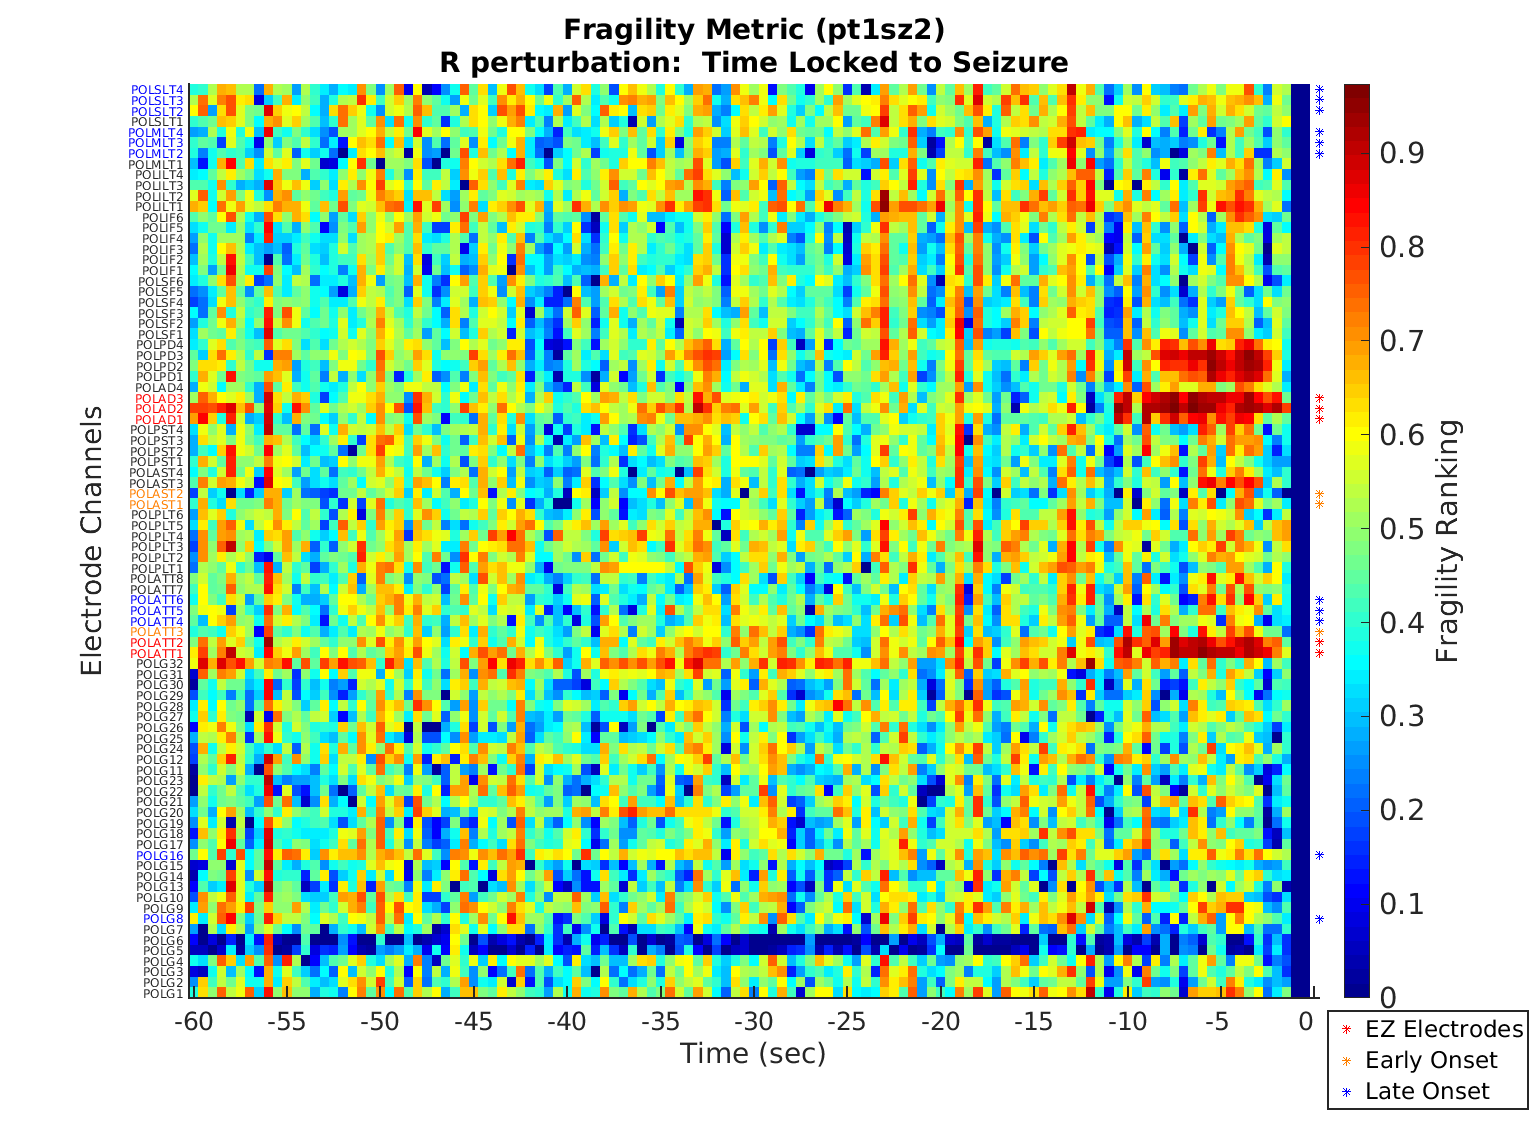 Fragility Metric (pt1sz2)
R perturbation:  Time Locked to Seizure
Electrode Channels
POLSLT4
POLSLT3
POLSLT2
POLSLT1
POLMLT4
POLMLT3
POLMLT2
POLMLT1
POLILT4
POLILT3
POLILT2
POLILT1
POLIF6
POLIF5
POLIF4
POLIF3
POLIF2
POLIF1
POLSF6
POLSF5
POLSF4
POLSF3
POLSF2
POLSF1
POLPD4
POLPD3
POLPD2
POLPD1
POLAD4
POLAD3
POLAD2
POLAD1
POLPST4
POLPST3
POLPST2
POLPST1
POLAST4
POLAST3
POLAST2
POLAST1
POLPLT6
POLPLT5
POLPLT4
POLPLT3
POLPLT2
POLPLT1
POLATT8
POLATT7
POLATT6
POLATT5
POLATT4
POLATT3
POLATT2
POLATT1
POLG32
POLG31
POLG30
POLG29
POLG28
POLG27
POLG26
POLG25
POLG24
POLG12
POLG11
POLG23
POLG22
POLG21
POLG20
POLG19
POLG18
POLG17
POLG16
POLG15
POLG14
POLG13
POLG10
POLG9
POLG8
POLG7
POLG6
POLG5
POLG4
POLG3
POLG2
POLG1
-60 -55 -50 -45 -40 -35 -30 -25 -20 -15 -10 -5 0
Time (sec)
0.9
0.8
0.7
0.6
0.5
0.4
0.3
0.2
0.1
0
Fragility Ranking
EZ Electrodes
Early Onset
Late Onset